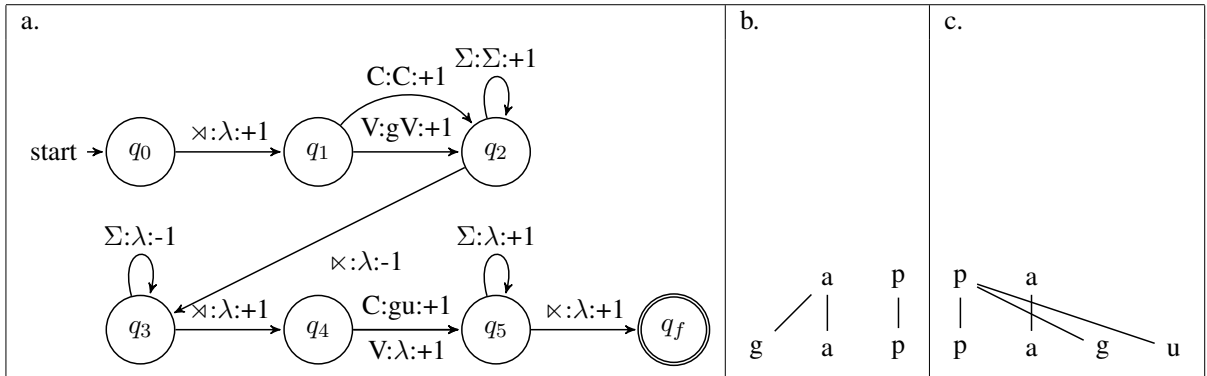 a. b. c.
Σ:Σ:+1
C:C:+1
⋊:λ:+1 V:gV:+1
start q₀ q₁ q₂
Σ:λ:-1 Σ:λ:+1
⋉:λ:-1
⋊:λ:+1 C:gu:+1 ⋉:λ:+1
q₃ q₄ q₅ q_f
V:λ:+1
a p p a
g a p p a g u